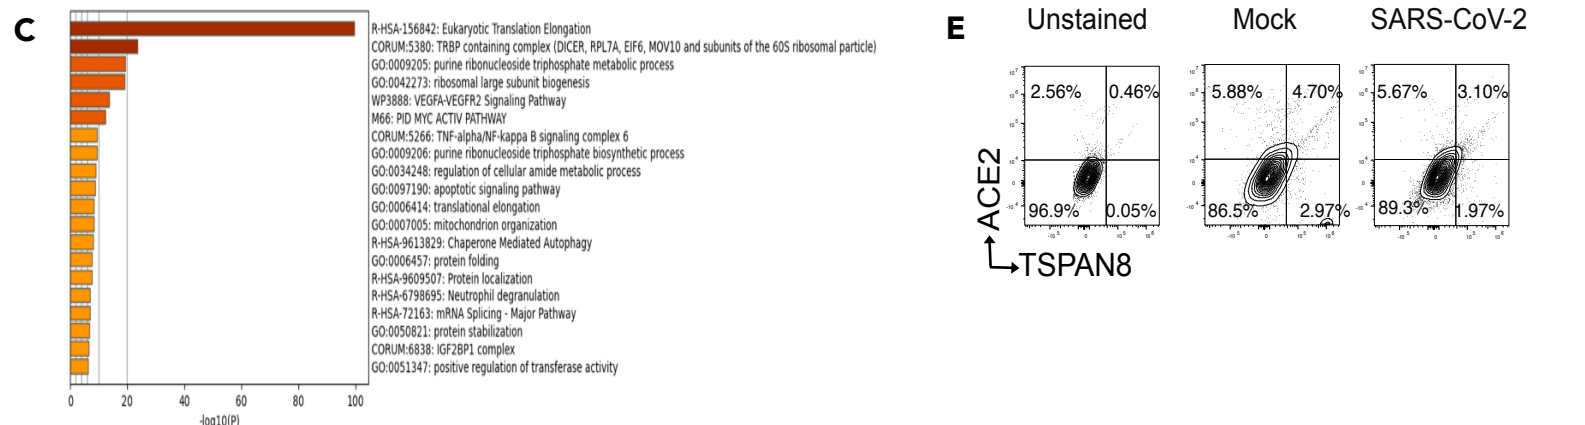 C
R-HSA-156842: Eukaryotic Translation Elongation
CORUM:5380: TRBP containing complex (DICER, RPL7A, EIF6, MOV10 and subunits of the 60S ribosomal particle)
GO:0009205: purine ribonucleoside triphosphate metabolic process
GO:0042273: ribosomal large subunit biogenesis
WP3888: VEGFA-VEGFR2 Signaling Pathway
M66: PID MYC ACTIV PATHWAY
CORUM:5266: TNF-alpha/NF-kappa B signaling complex 6
GO:0009206: purine ribonucleoside triphosphate biosynthetic process
GO:0034248: regulation of cellular amide metabolic process
GO:0097190: apoptotic signaling pathway
GO:0006414: translational elongation
GO:0007005: mitochondrion organization
R-HSA-9613829: Chaperone Mediated Autophagy
GO:0006457: protein folding
R-HSA-9609507: Protein localization
R-HSA-6798695: Neutrophil degranulation
R-HSA-72163: mRNA Splicing - Major Pathway
GO:0050821: protein stabilization
CORUM:6838: IGF2BP1 complex
GO:0051347: positive regulation of transferase activity
0 20 40 60 80 100
-log10(P)
E
Unstained Mock SARS-CoV-2
2.56% 0.46% 5.88% 4.70% 5.67% 3.10%
96.9% 0.05% 86.5% 2.97% 89.3% 1.97%
ACE2
TSPAN8